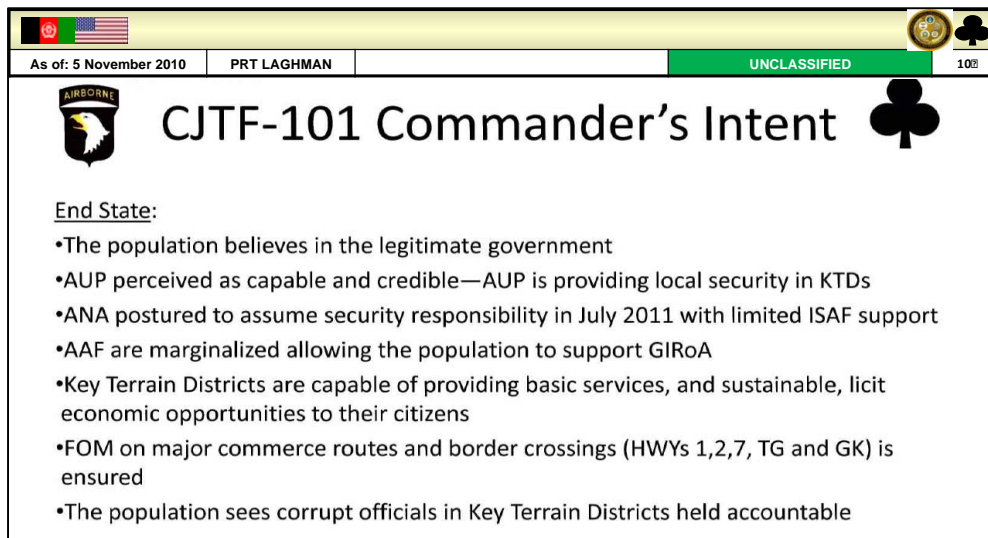 As of: 5 November 2010
PRT LAGHMAN
UNCLASSIFIED
10
AIRBORNE
CJTF-101 Commander's Intent
End State:
•The population believes in the legitimate government
•AUP perceived as capable and credible—AUP is providing local security in KTDs
•ANA postured to assume security responsibility in July 2011 with limited ISAF support
•AAF are marginalized allowing the population to support GIRoA
•Key Terrain Districts are capable of providing basic services, and sustainable, licit
economic opportunities to their citizens
•FOM on major commerce routes and border crossings (HWYs 1,2,7, TG and GK) is
ensured
•The population sees corrupt officials in Key Terrain Districts held accountable